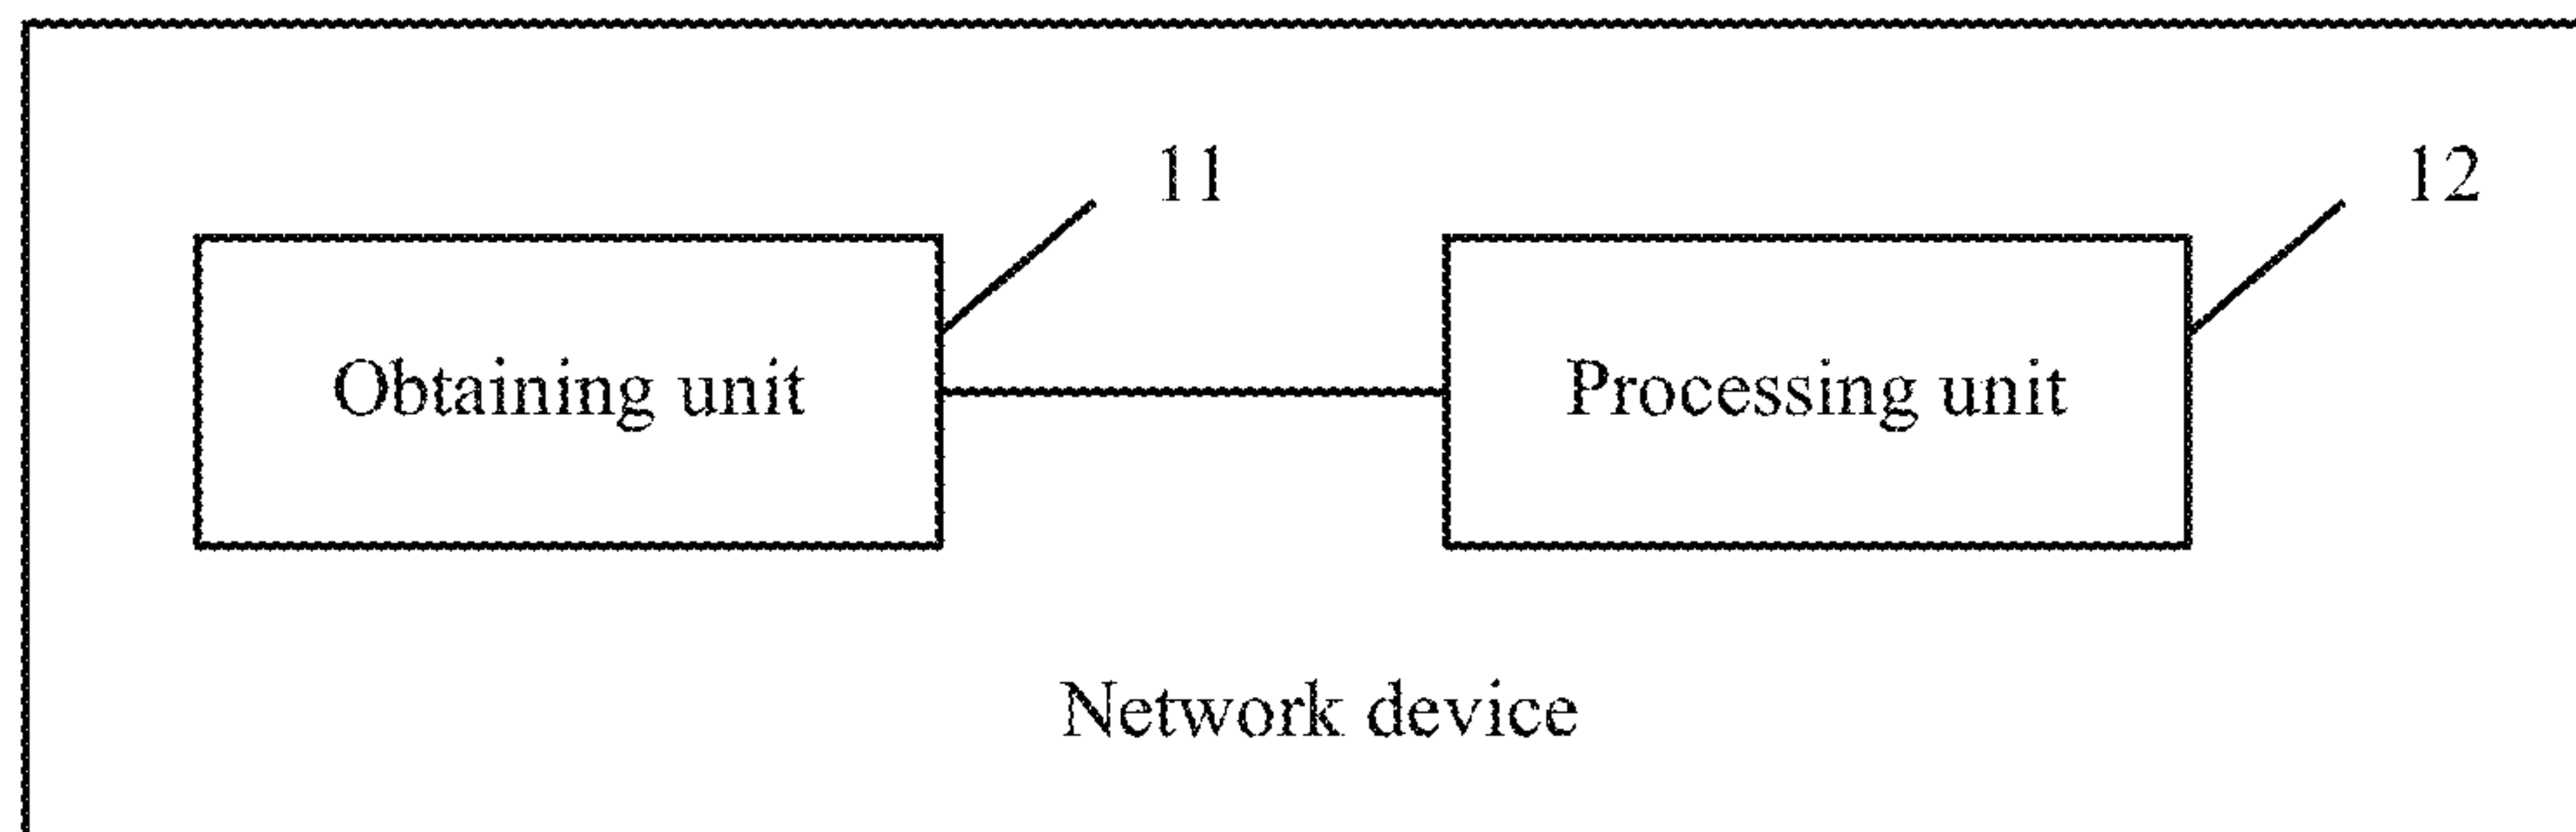 11
12
Obtaining unit
Processing unit
Network device